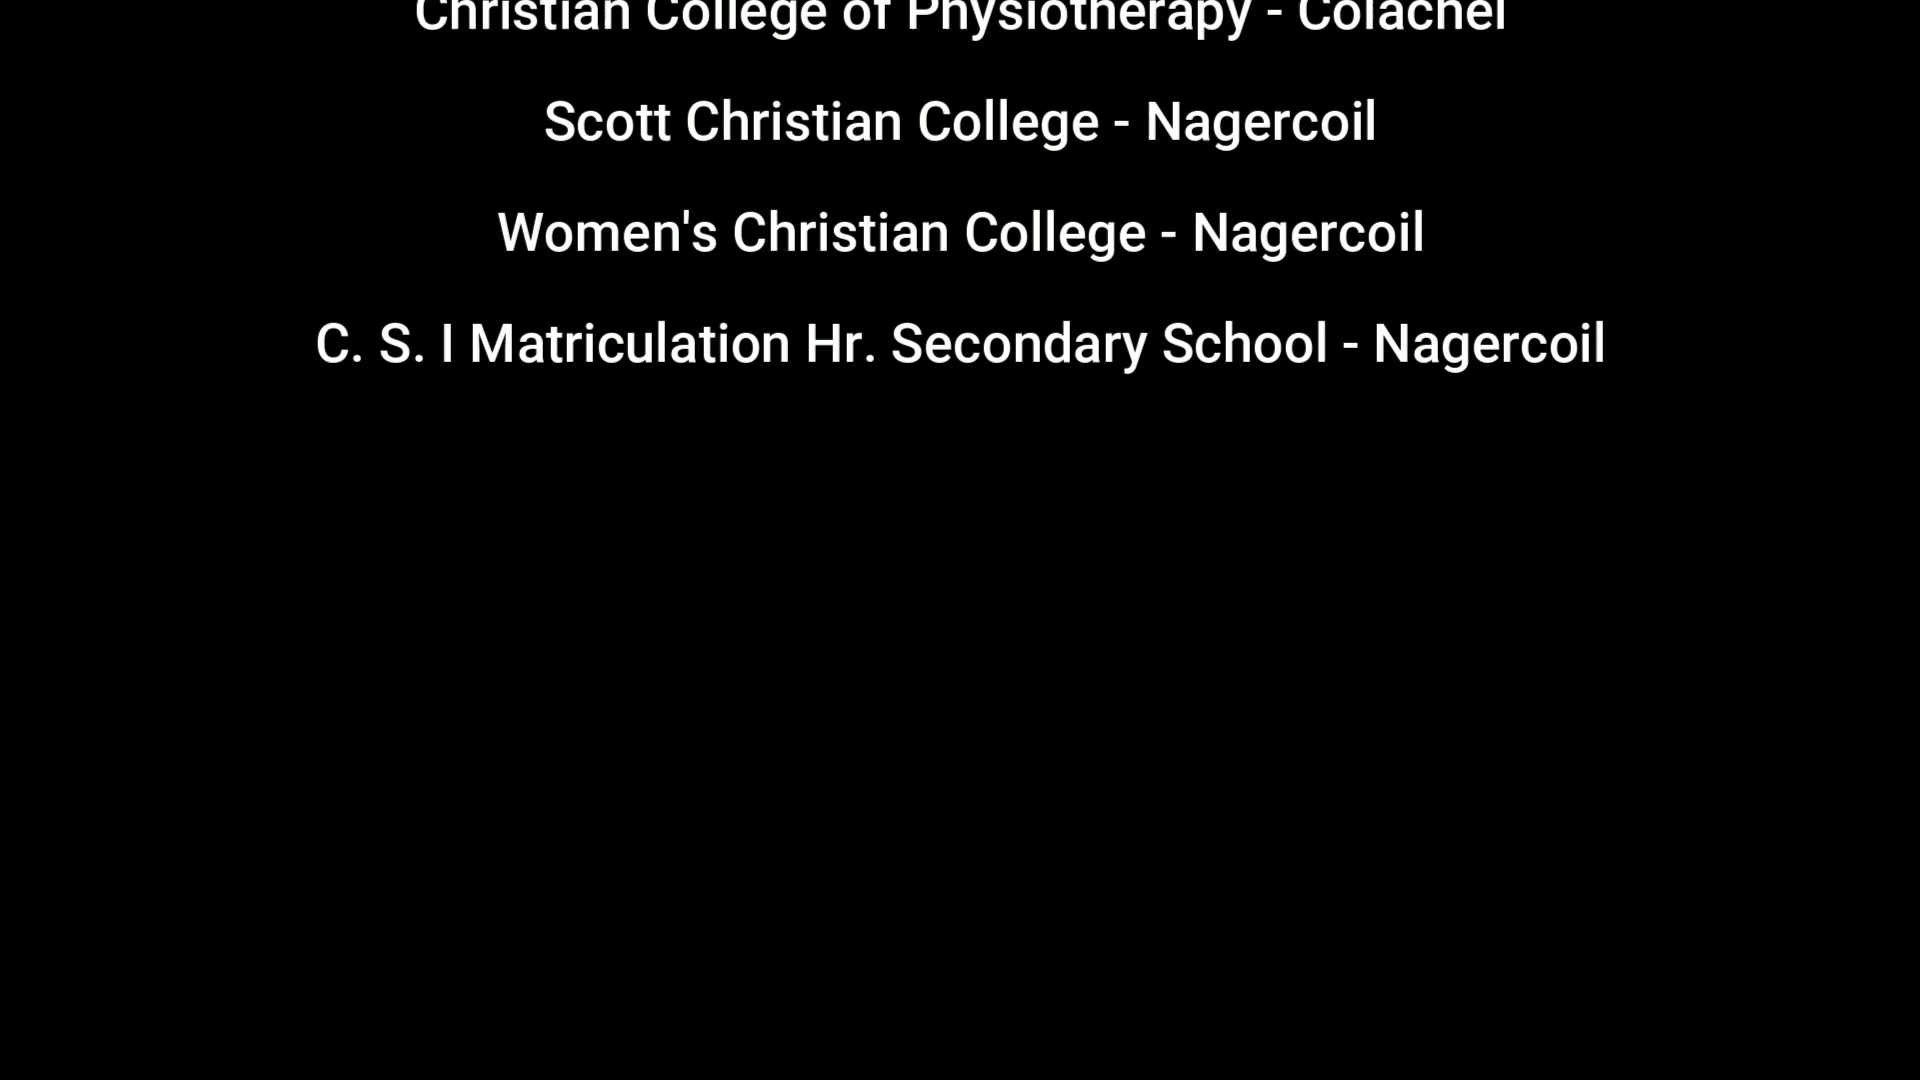 Christian College of Physiotherapy - Colachel
Scott Christian College - Nagercoil
Women's Christian College - Nagercoil
C. S. I Matriculation Hr. Secondary School - Nagercoil